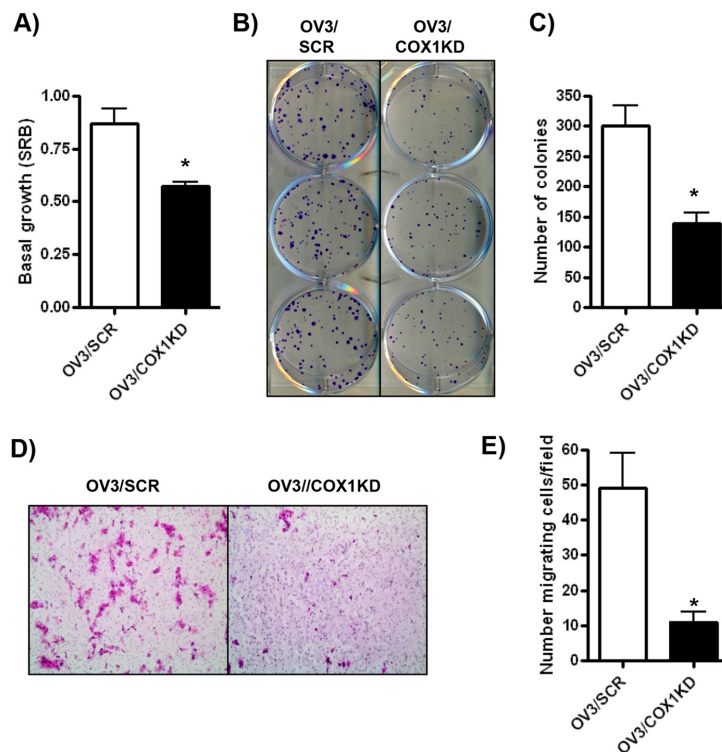 A)
Basal growth (SRB)
1.00
0.75
0.50
0.25
0.00
*
OV3/SCR
OV3/COX1KD
B)
OV3/
SCR
OV3/
COX1KD
C)
Number of colonies
350
300
250
200
150
100
50
0
*
OV3/SCR
OV3/COX1KD
D)
OV3/SCR
OV3//COX1KD
E)
Number migrating cells/field
60
50
40
30
20
10
0
*
OV3/SCR
OV3/COX1KD